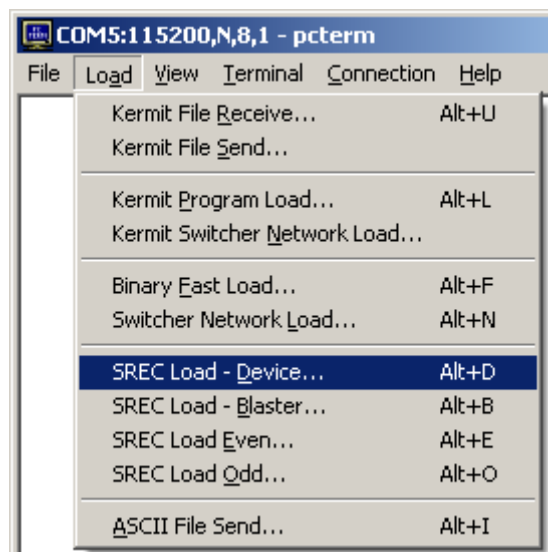 COM5:115200,N,8,1 - pcterm
File Load View Terminal Connection Help
Kermit File Receive... Alt+U
Kermit File Send...
Kermit Program Load... Alt+L
Kermit Switcher Network Load...
Binary Fast Load... Alt+F
Switcher Network Load... Alt+N
SREC Load - Device... Alt+D
SREC Load - Blaster... Alt+B
SREC Load Even... Alt+E
SREC Load Odd... Alt+O
ASCII File Send... Alt+I